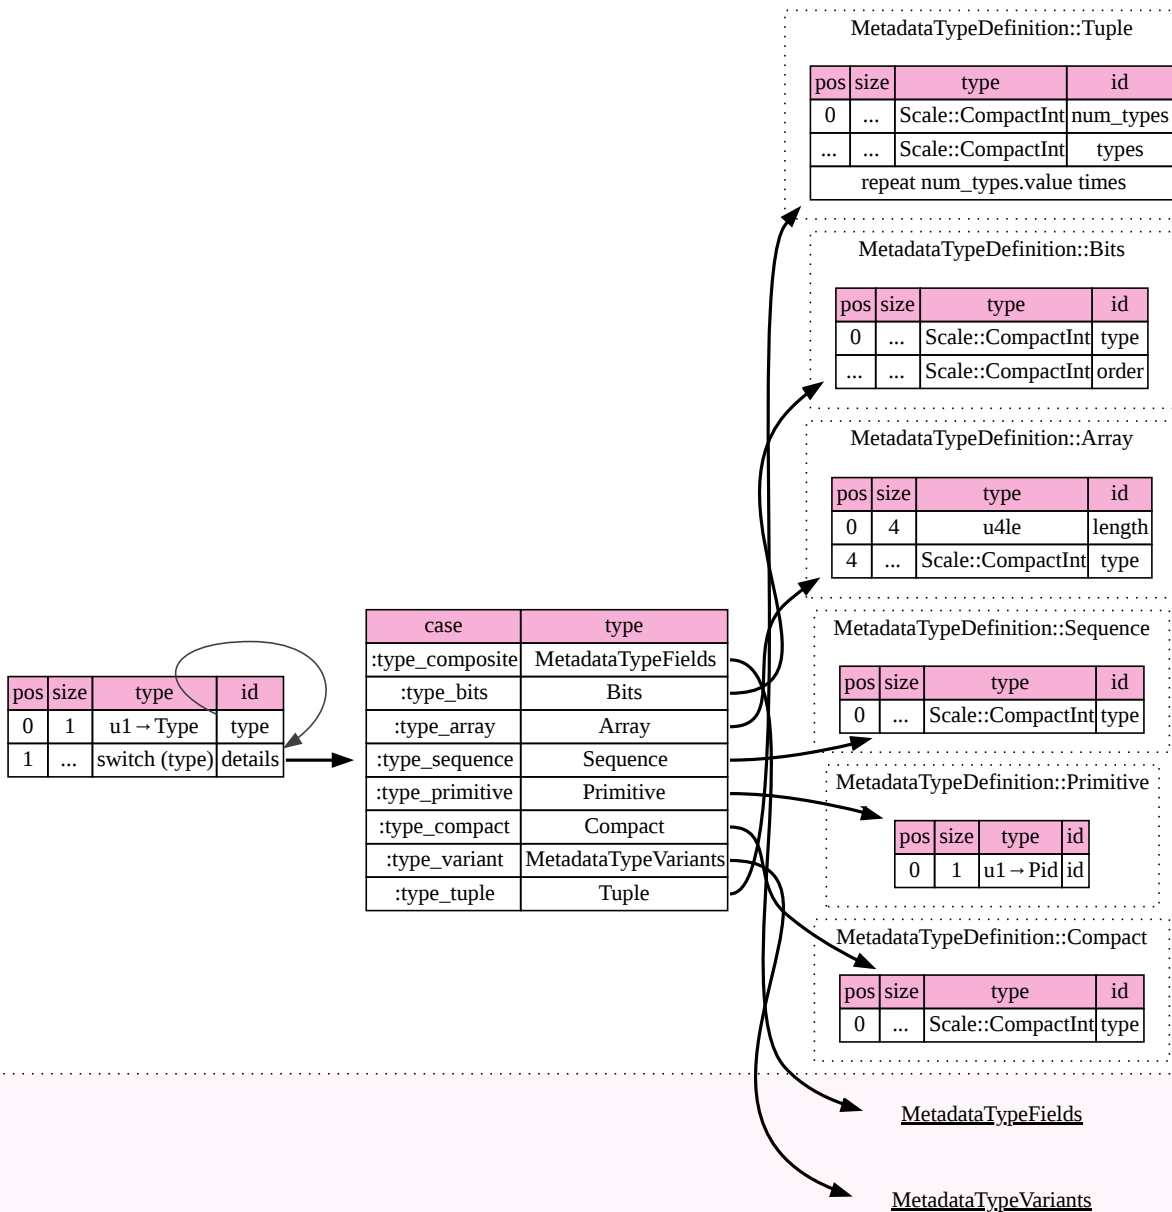 MetadataTypeDefinition::Tuple
pos size type id
0 ... Scale::CompactInt num_types
... ... Scale::CompactInt types
repeat num_types.value times
MetadataTypeDefinition::Bits
pos size type id
0 ... Scale::CompactInt type
... ... Scale::CompactInt order
MetadataTypeDefinition::Array
pos size type id
0 4 u4le length
4 ... Scale::CompactInt type
pos size type id
0 1 u1→Type type
1 ... switch (type) details
case type
:type_composite MetadataTypeFields
:type_bits Bits
:type_array Array
:type_sequence Sequence
:type_primitive Primitive
:type_compact Compact
:type_variant MetadataTypeVariants
:type_tuple Tuple
MetadataTypeDefinition::Sequence
pos size type id
0 ... Scale::CompactInt type
MetadataTypeDefinition::Primitive
pos size type id
0 1 u1→Pid id
MetadataTypeDefinition::Compact
pos size type id
0 ... Scale::CompactInt type
MetadataTypeFields
MetadataTypeVariants